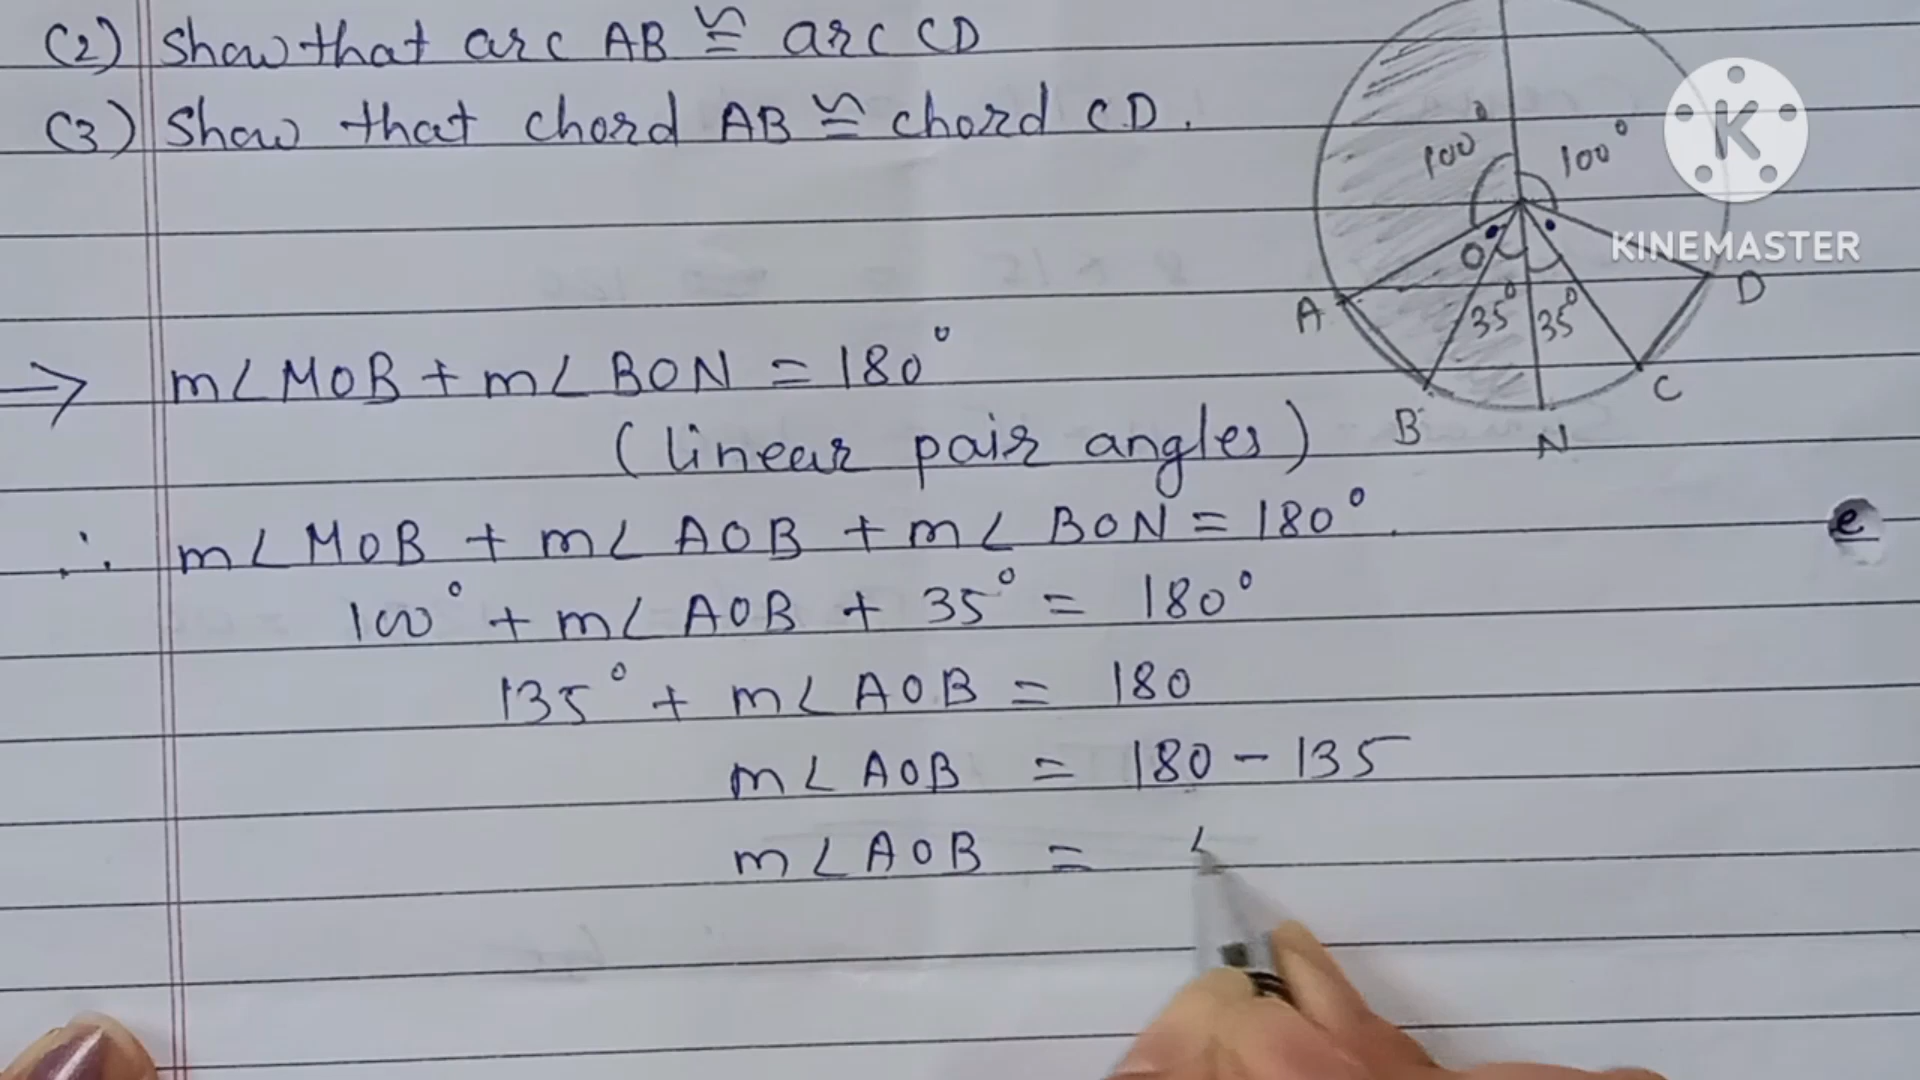 (2) Show that arc AB ≅ arc CD
(3) Show that chord AB ≅ chord CD.
100° 100°
K
KINEMASTER
O
A
35° 35°
D
C
B
N
⇒ m∠MOB + m∠BON = 180°
(linear pair angles)
∴ m∠MOB + m∠AOB + m∠BON = 180°.
e
100° + m∠AOB + 35° = 180°
135° + m∠AOB = 180
m∠AOB = 180 - 135
m∠AOB =